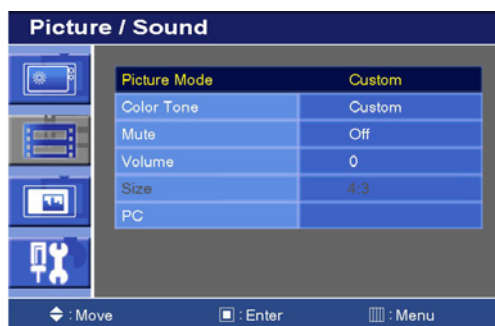 Picture / Sound
Picture Mode Custom
Color Tone Custom
Mute Off
Volume 0
Size 4:3
PC
: Move : Enter : Menu